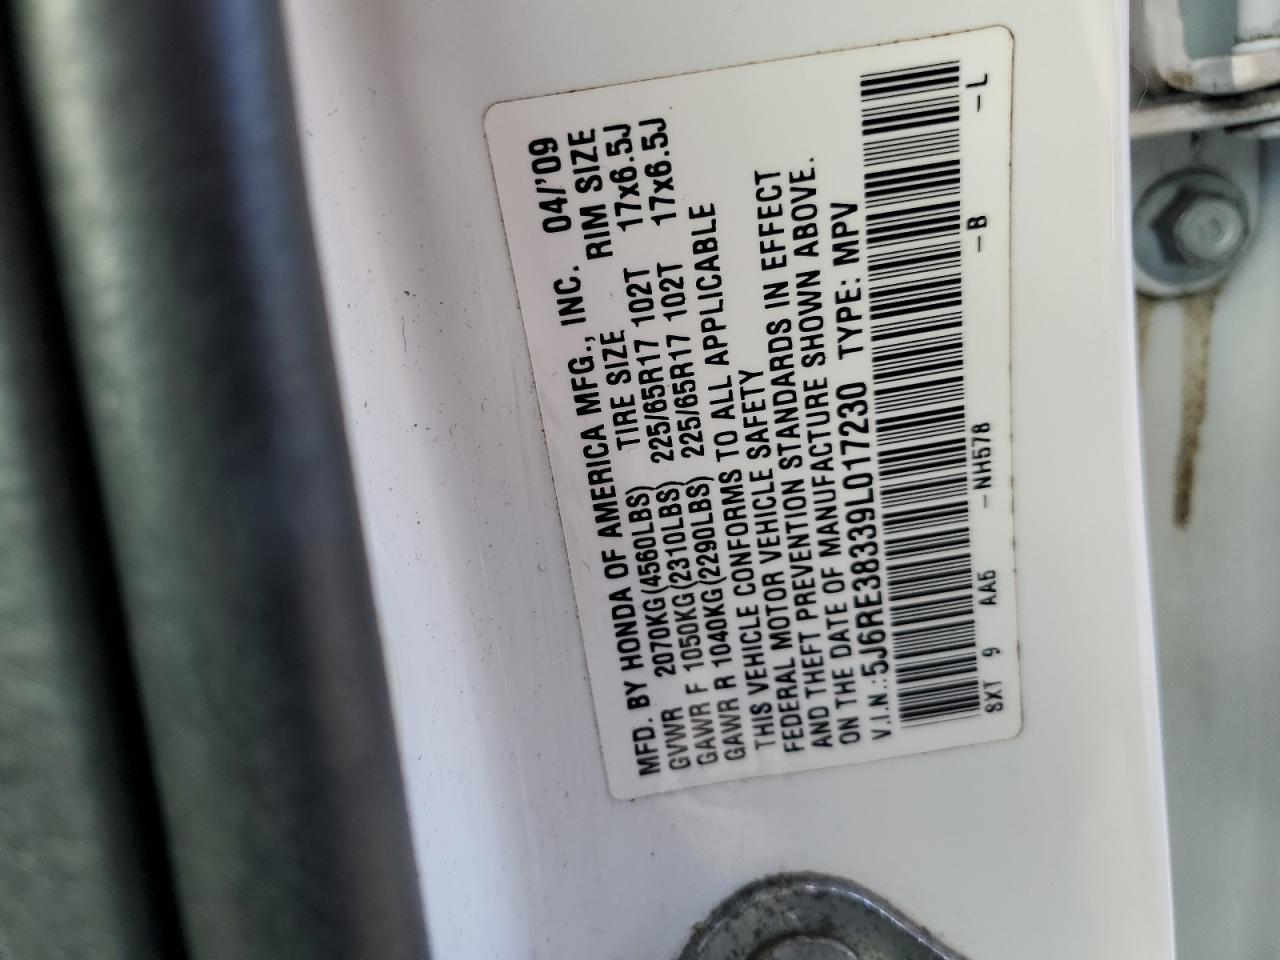 MFD. BY HONDA OF AMERICA MFG., INC. 04/'09
GVWR 2070KG(4560LBS) TIRE SIZE RIM SIZE
GAWR F 1050KG(2310LBS) 225/65R17 102T 17x6.5J
GAWR R 1040KG(2290LBS) 225/65R17 102T 17x6.5J
THIS VEHICLE CONFORMS TO ALL APPLICABLE
FEDERAL MOTOR VEHICLE SAFETY
AND THEFT PREVENTION STANDARDS IN EFFECT
ON THE DATE OF MANUFACTURE SHOWN ABOVE.
V.I.N.:5J6RE38339L017230 TYPE: MPV
SXT 9 AA5 -NH578 -B -L